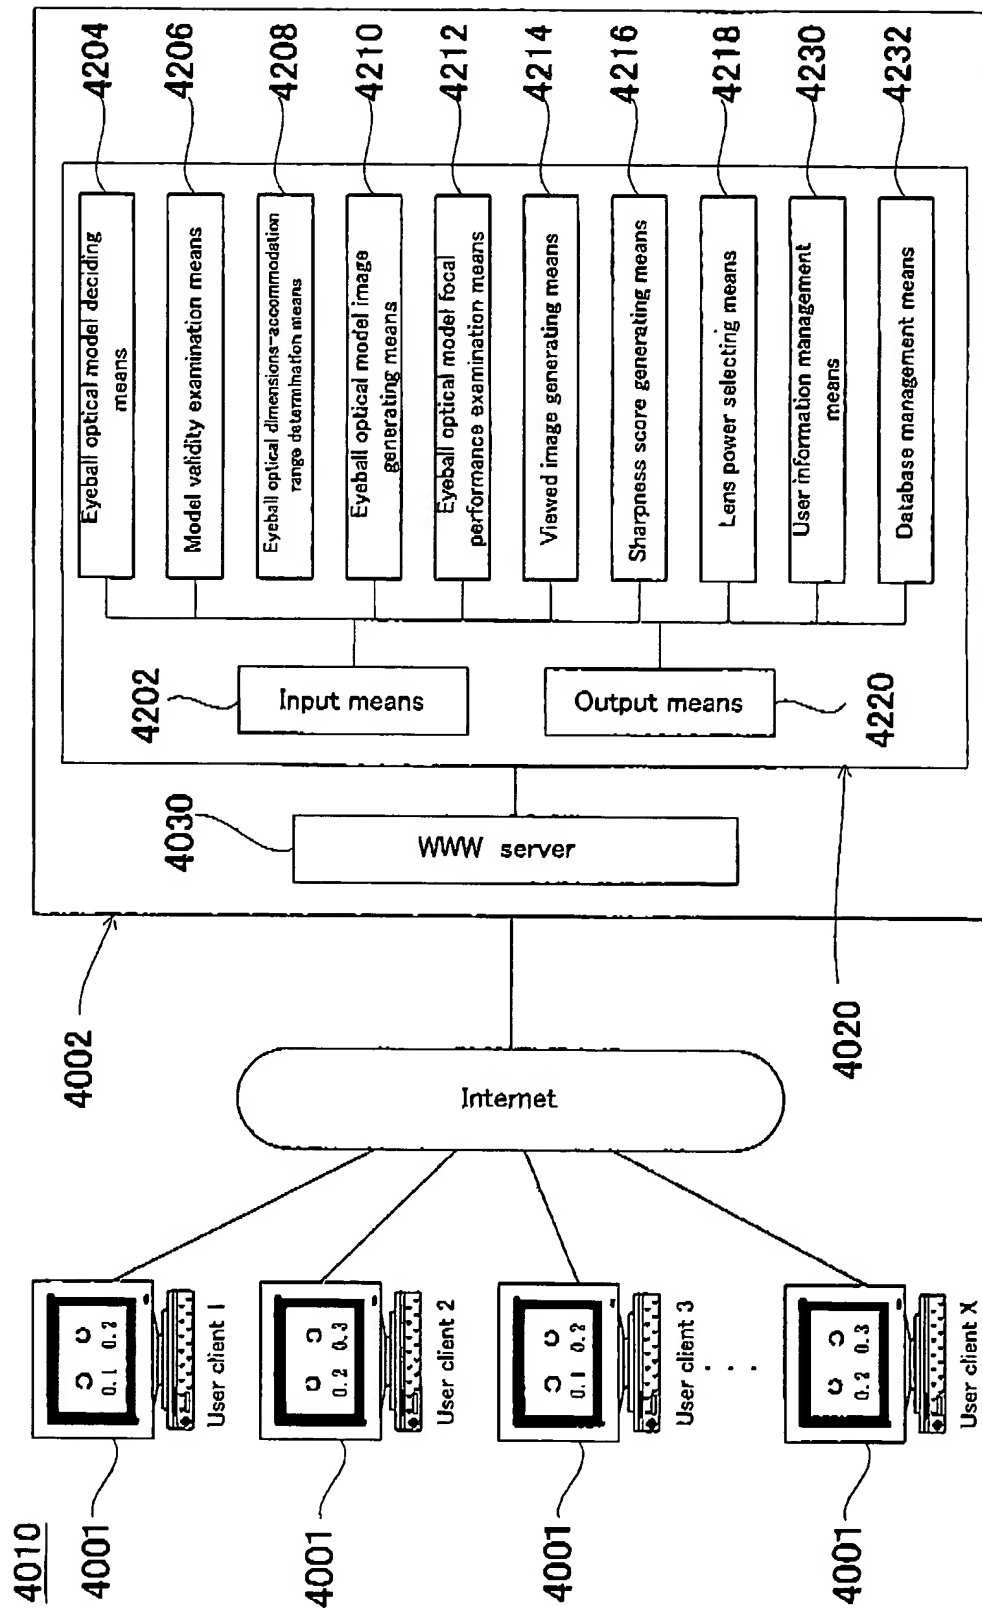 4010
4001
User client 1
4001
User client 2
4001
User client 3
. . .
4001
User client X
0.1 0.2
0.2 0.3
0.1 0.2
0.2 0.3
Internet
4002
4030
WWW server
4020
4202
Input means
4220
Output means
Eyeball optical model deciding
means
4204
Model validity examination means
4206
Eyeball optical dimensions-accommodation
range determination means
4208
Eyeball optical model image
generating means
4210
Eyeball optical model focal
performance examination means
4212
Viewed image generating means
4214
Sharpness score generating means
4216
Lens power selecting means
4218
User information management
means
4230
Database management means
4232